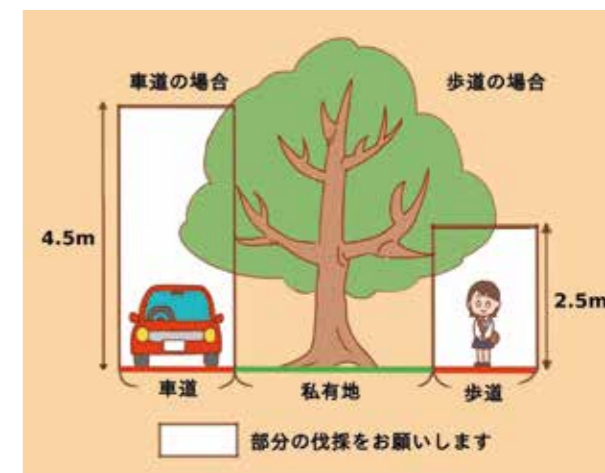 車道の場合
歩道の場合
4.5m
2.5m
車道
私有地
歩道
部分の伐採をお願いします